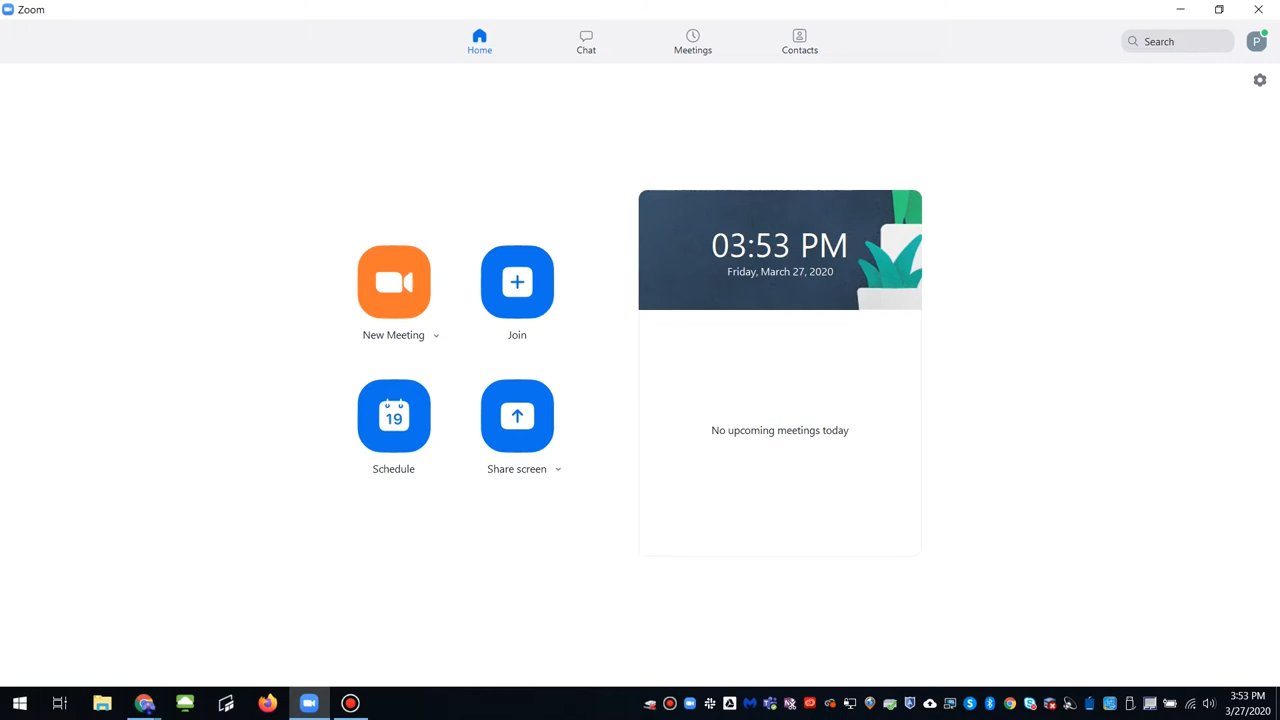 Zoom
Home
Chat
Meetings
Contacts
Search
P
03:53 PM
Friday, March 27, 2020
New Meeting
Join
19
Schedule
Share screen
No upcoming meetings today
3:53 PM
3/27/2020